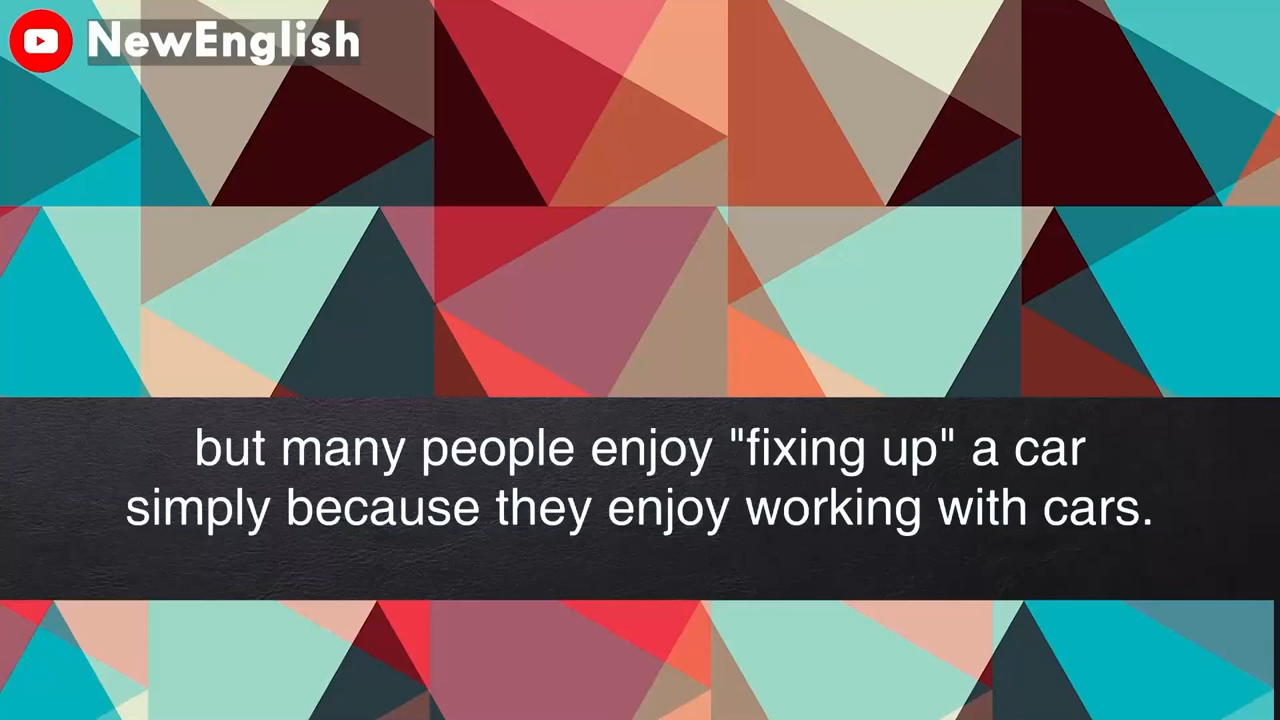 NewEnglish
but many people enjoy "fixing up" a car
simply because they enjoy working with cars.